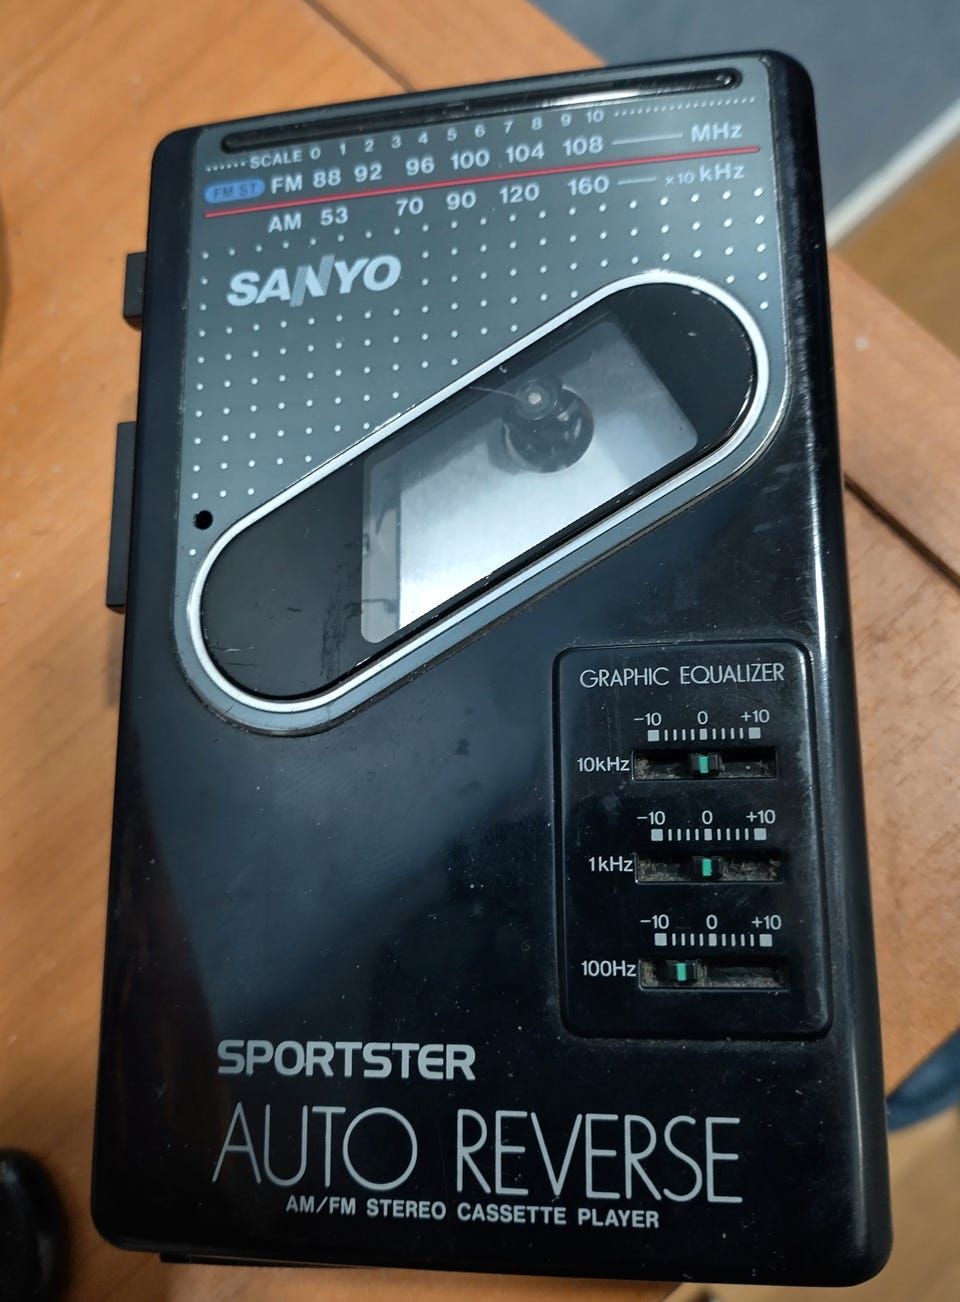 SCALE 0 1 2 3 4 5 6 7 8 9 10
FM ST FM 88 92 96 100 104 108 MHz
AM 53 70 90 120 160 ×10 kHz
SANYO
GRAPHIC EQUALIZER
-10 0 +10
10kHz
-10 0 +10
1kHz
-10 0 +10
100Hz
SPORTSTER
AUTO REVERSE
AM/FM STEREO CASSETTE PLAYER